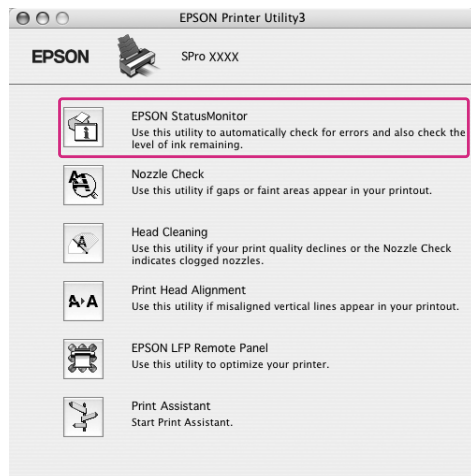 EPSON Printer Utility3
EPSON
SPro XXXX
EPSON StatusMonitor
Use this utility to automatically check for errors and also check the
level of ink remaining.
Nozzle Check
Use this utility if gaps or faint areas appear in your printout.
Head Cleaning
Use this utility if your print quality declines or the Nozzle Check
indicates clogged nozzles.
A›A
Print Head Alignment
Use this utility if misaligned vertical lines appear in your printout.
EPSON LFP Remote Panel
Use this utility to optimize your printer.
Print Assistant
Start Print Assistant.